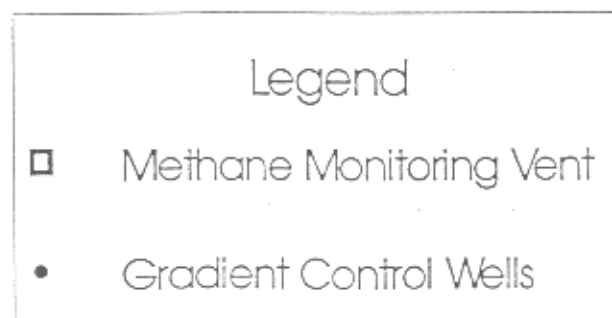 Legend
Methane Monitoring Vent
Gradient Control Wells